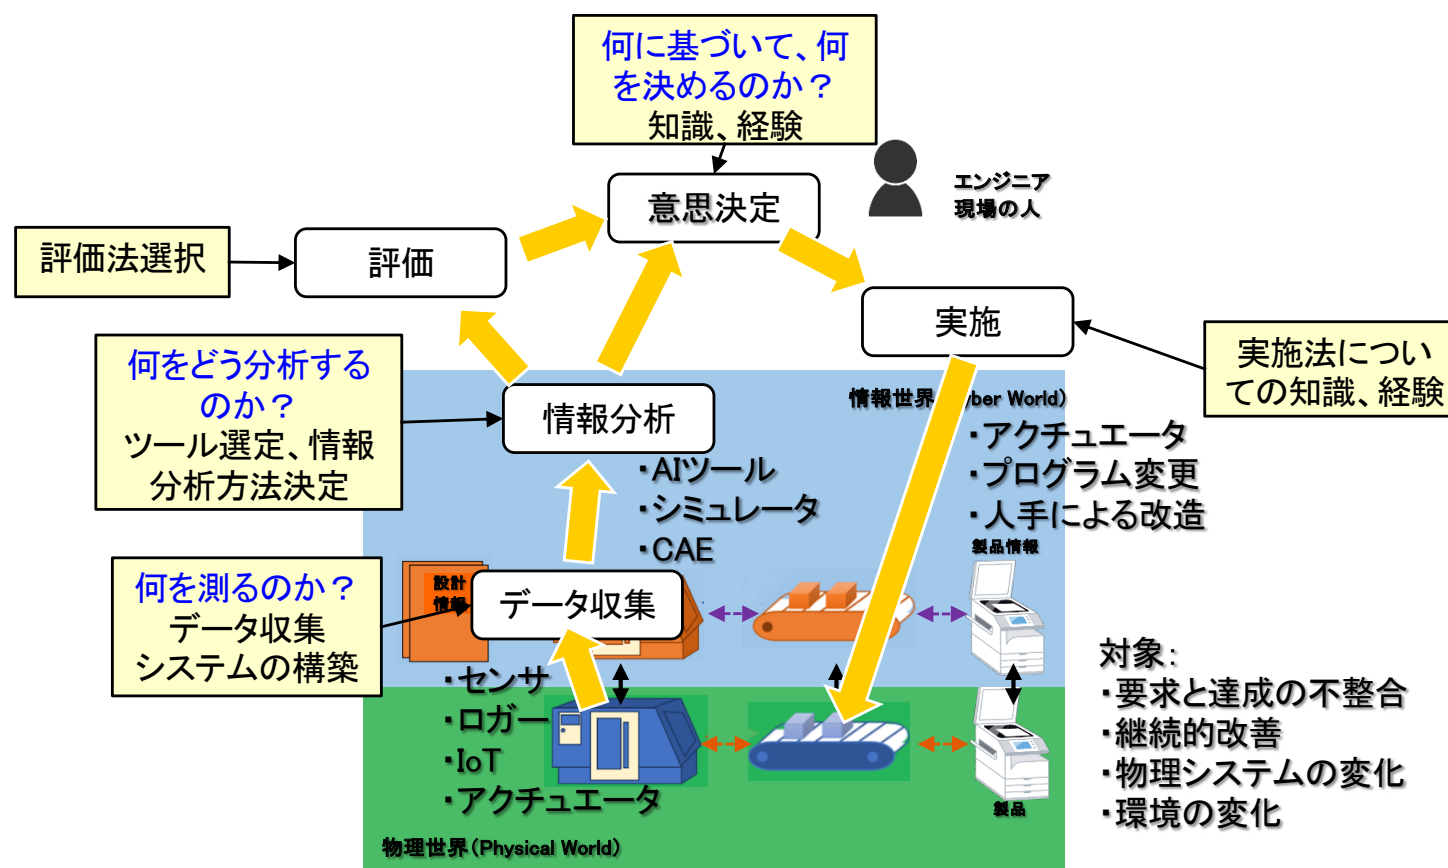 何に基づいて、何
を決めるのか？
知識、経験
意思決定
エンジニア
現場の人
評価法選択
評価
実施
実施法につい
ての知識、経験
何をどう分析する
のか？
ツール選定、情報
分析方法決定
情報分析
情報世界
yber World）
・アクチュエータ
・プログラム変更
・人手による改造
・AIツール
・シミュレータ
・CAE
製品情報
何を測るのか？
データ収集
システムの構築
設計
情報
データ収集
・センサ
・ロガー
・IoT
・アクチュエータ
対象：
・要求と達成の不整合
・継続的改善
・物理システムの変化
・環境の変化
製品
物理世界（Physical World）